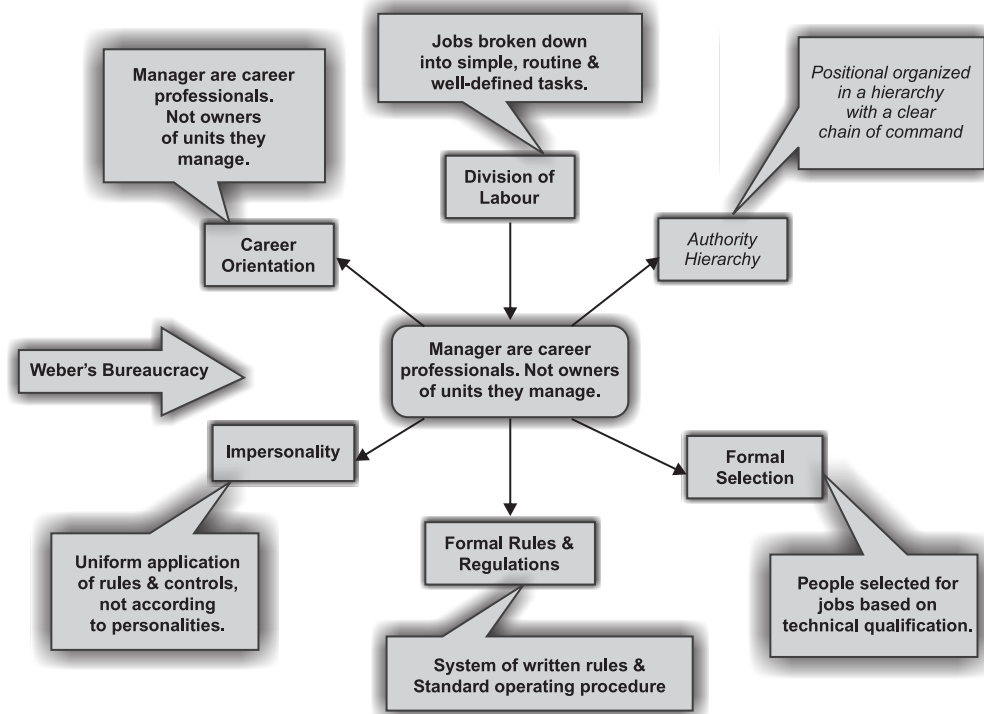 Jobs broken down
into simple, routine &
well-defined tasks.
Manager are career
professionals.
Not owners
of units they
manage.
Positional organized
in a hierarchy
with a clear
chain of command
Division of
Labour
Career
Orientation
Authority
Hierarchy
Manager are career
professionals. Not owners
of units they manage.
Weber's Bureaucracy
Impersonality
Formal
Selection
Formal Rules &
Regulations
Uniform application
of rules & controls,
not according
to personalities.
People selected for
jobs based on
technical qualification.
System of written rules &
Standard operating procedure